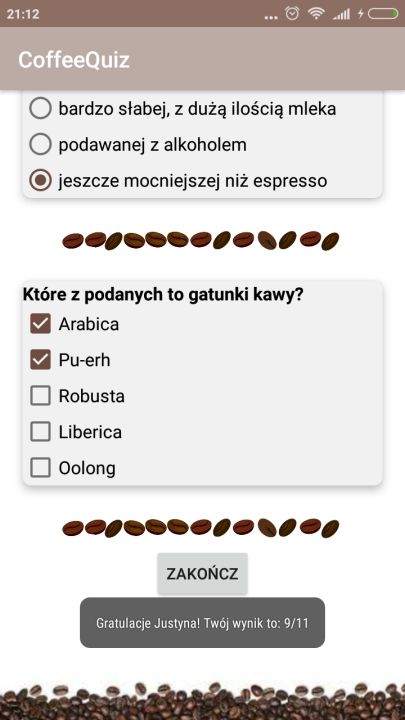 21:12
CoffeeQuiz
bardzo słabej, z dużą ilością mleka
podawanej z alkoholem
jeszcze mocniejszej niż espresso
Które z podanych to gatunki kawy?
Arabica
Pu-erh
Robusta
Liberica
Oolong
ZAKOŃCZ
Gratulacje Justyna! Twój wynik to: 9/11